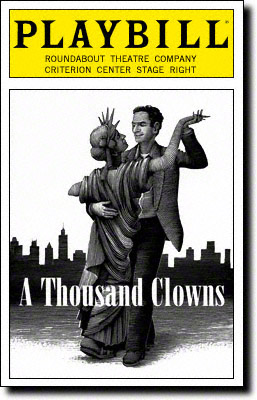 PLAYBILL
ROUNDABOUT THEATRE COMPANY
CRITERION CENTER STAGE RIGHT
A Thousand Clowns